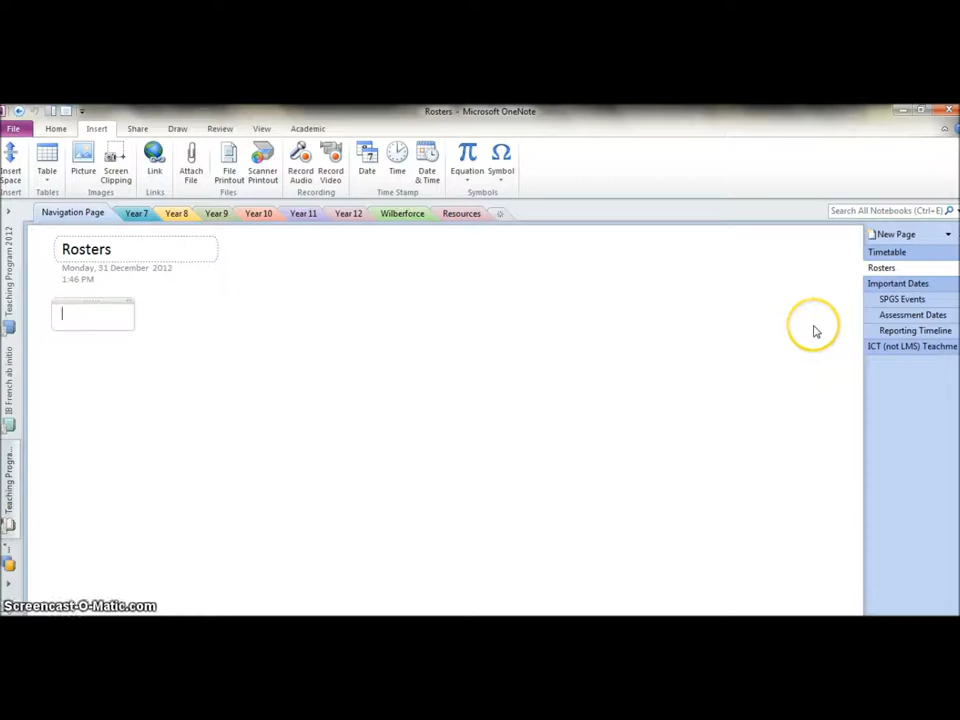 Rosters - Microsoft OneNote
File Home Insert Share Draw Review View Academic
Insert Space Table Picture Screen Clipping Link Attach File File Printout Scanner Printout Record Audio Record Video Date Time Date & Time Equation Symbol
Insert Tables Images Links Files Recording Time Stamp Symbols
Navigation Page Year 7 Year 8 Year 9 Year 10 Year 11 Year 12 Wilberforce Resources Search All Notebooks (Ctrl+E)
Teaching Program 2012
IB French ab initio
Teaching Progra...
Rosters
Monday, 31 December 2012
1:46 PM
New Page
Timetable
Rosters
Important Dates
SPGS Events
Assessment Dates
Reporting Timeline
ICT (not LMS) Teachme
Screencast-O-Matic.com